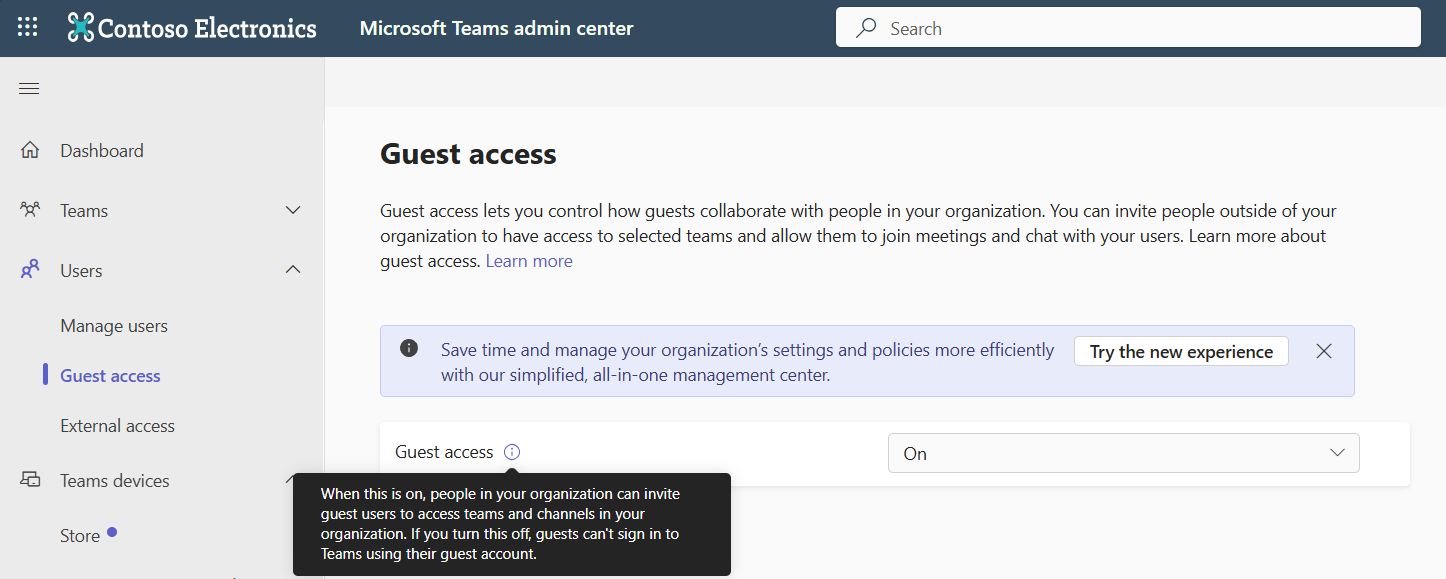 Contoso Electronics
Microsoft Teams admin center
Search
Dashboard
Teams
Users
Manage users
Guest access
External access
Teams devices
Store
Guest access
Guest access lets you control how guests collaborate with people in your organization. You can invite people outside of your
organization to have access to selected teams and allow them to join meetings and chat with your users. Learn more about
guest access. Learn more
Save time and manage your organization's settings and policies more efficiently
with our simplified, all-in-one management center.
Try the new experience
Guest access
On
When this is on, people in your organization can invite
guest users to access teams and channels in your
organization. If you turn this off, guests can't sign in to
Teams using their guest account.